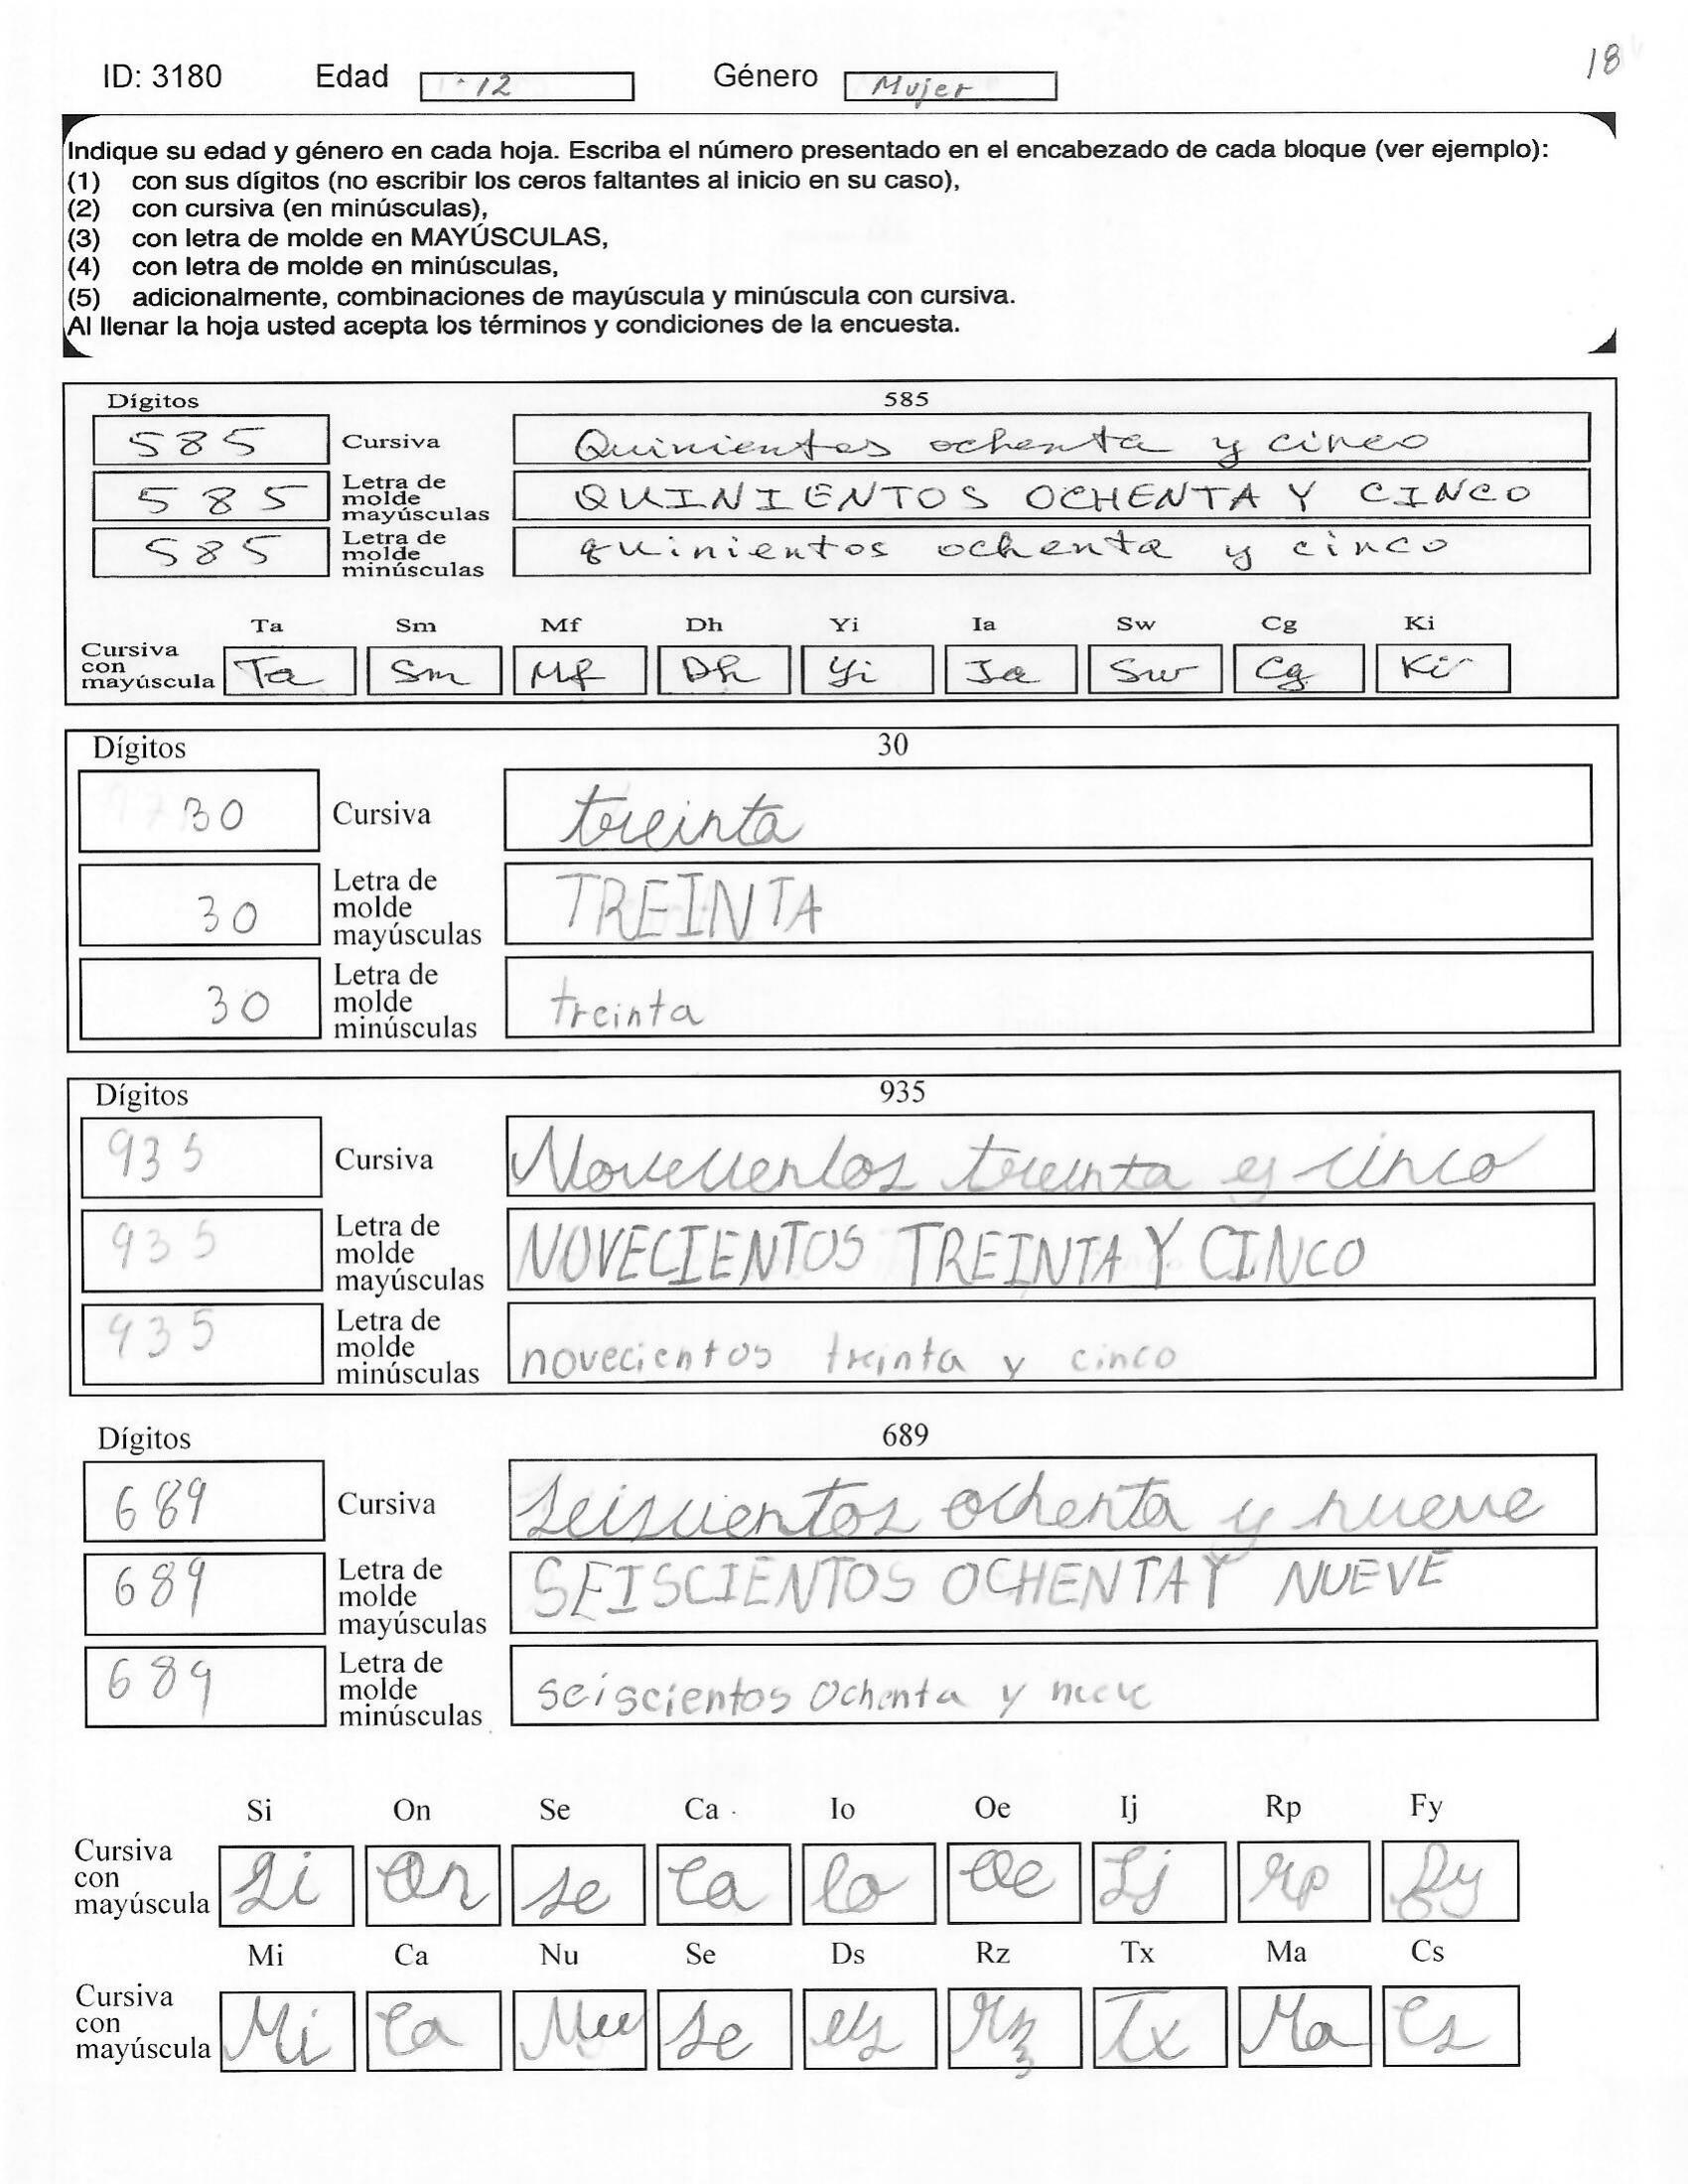 18
ID: 3180 Edad 12 Género Mujer
Indique su edad y género en cada hoja. Escriba el número presentado en el encabezado de cada bloque (ver ejemplo):
(1) con sus dígitos (no escribir los ceros faltantes al inicio en su caso),
(2) con cursiva (en minúsculas),
(3) con letra de molde en MAYÚSCULAS,
(4) con letra de molde en minúsculas,
(5) adicionalmente, combinaciones de mayúscula y minúscula con cursiva.
Al llenar la hoja usted acepta los términos y condiciones de la encuesta.
Dígitos 585
585 Cursiva Quinientos ochenta y cinco
585 Letra de molde mayúsculas QUINIENTOS OCHENTA Y CINCO
585 Letra de molde minúsculas quinientos ochenta y cinco
Ta Sm Mf Dh Yi Ia Sw Cg Ki
Cursiva con mayúscula Ta Sm Mf Dh Yi Ia Sw Cg Ki
Dígitos 30
30 Cursiva treinta
30 Letra de molde mayúsculas TREINTA
30 Letra de molde minúsculas treinta
Dígitos 935
935 Cursiva Novecientos treinta y cinco
935 Letra de molde mayúsculas NOVECIENTOS TREINTA Y CINCO
935 Letra de molde minúsculas novecientos treinta y cinco
Dígitos 689
689 Cursiva seiscientos ochenta y nueve
689 Letra de molde mayúsculas SEISCIENTOS OCHENTA Y NUEVE
689 Letra de molde minúsculas seiscientos ochenta y nueve
Si On Se Ca Io Oe Ij Rp Fy
Cursiva con mayúscula Si On Se Ca Io Oe Ij Rp Fy
Mi Ca Nu Se Ds Rz Tx Ma Cs
Cursiva con mayúscula Mi Ca Nu Se Ds Rz Tx Ma Cs